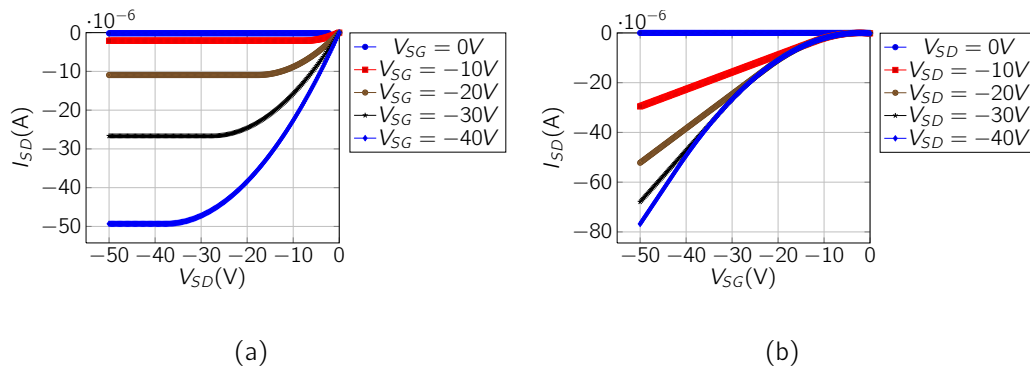 ·10−6
0
−10
−20
−30
−40
−50
I_SD(A)
−50 −40 −30 −20 −10 0
V_SD(V)
V_SG = 0V
V_SG = −10V
V_SG = −20V
V_SG = −30V
V_SG = −40V
(a)
·10−6
0
−20
−40
−60
−80
I_SD(A)
−50 −40 −30 −20 −10 0
V_SG(V)
V_SD = 0V
V_SD = −10V
V_SD = −20V
V_SD = −30V
V_SD = −40V
(b)